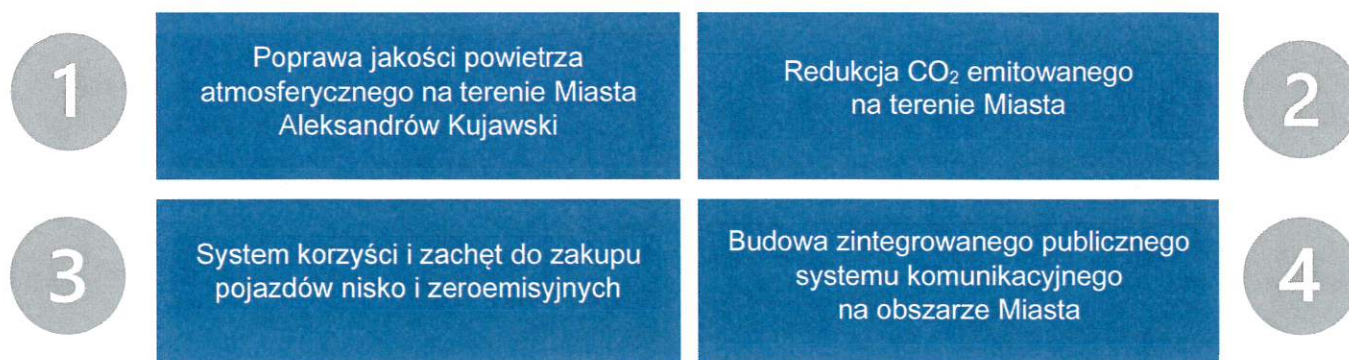 1
Poprawa jakości powietrza
atmosferycznego na terenie Miasta
Aleksandrów Kujawski
Redukcja CO₂ emitowanego
na terenie Miasta
2
3
System korzyści i zachęt do zakupu
pojazdów nisko i zeroemisyjnych
Budowa zintegrowanego publicznego
systemu komunikacyjnego
na obszarze Miasta
4